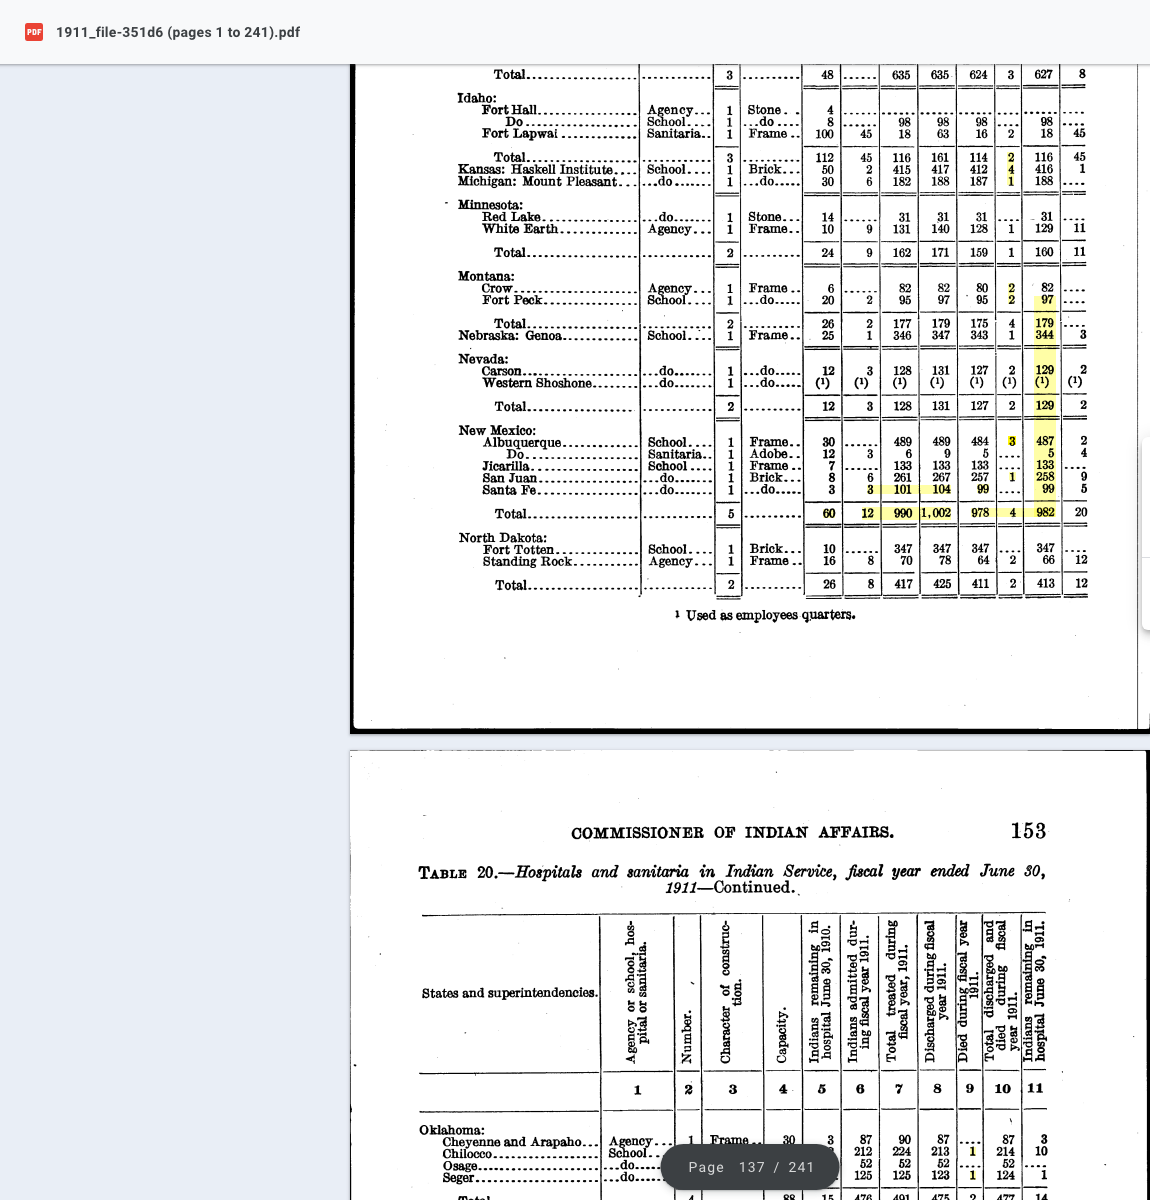 1911_file-351d6 (pages 1 to 241).pdf
Total 3 48 ...... 635 635 624 3 627 8
Idaho:
Fort Hall Agency... 1 Stone.. 4 ...... ...... ...... ...... .... ...... ....
Do School.... 1 ...do.... 8 ...... 98 98 98 .... 98 ....
Fort Lapwai Sanitaria.. 1 Frame.. 100 45 18 63 16 2 18 45
Total 3 112 45 116 161 114 2 116 45
Kansas: Haskell Institute.... School.... 1 Brick... 50 2 415 417 412 4 416 1
Michigan: Mount Pleasant... ...do....... 1 ...do..... 30 6 182 188 187 1 188 ....
Minnesota:
Red Lake ...do....... 1 Stone... 14 ...... 31 31 31 .... 31 ....
White Earth Agency... 1 Frame.. 10 9 131 140 128 1 129 11
Total 2 24 9 162 171 159 1 160 11
Montana:
Crow Agency... 1 Frame.. 6 ...... 82 82 80 2 82 ....
Fort Peck School.... 1 ...do..... 20 2 95 97 95 2 97 ....
Total 2 26 2 177 179 175 4 179 ....
Nebraska: Genoa School.... 1 Frame.. 25 1 346 347 343 1 344 3
Nevada:
Carson ...do....... 1 ...do..... 12 3 128 131 127 2 129 2
Western Shoshone ...do....... 1 ...do..... (1) (1) (1) (1) (1) (1) (1) (1)
Total 2 12 3 128 131 127 2 129 2
New Mexico:
Albuquerque School.... 1 Frame.. 30 ...... 489 489 484 3 487 2
Do Sanitaria.. 1 Adobe.. 12 3 6 9 5 .... 5 4
Jicarilla School.... 1 Frame.. 7 ...... 133 133 133 .... 133 ....
San Juan ...do....... 1 Brick... 8 6 261 267 257 1 258 9
Santa Fe ...do....... 1 ...do..... 3 3 101 104 99 .... 99 5
Total 5 60 12 990 1,002 978 4 982 20
North Dakota:
Fort Totten School.... 1 Brick... 10 ...... 347 347 347 .... 347 ....
Standing Rock Agency... 1 Frame.. 16 8 70 78 64 2 66 12
Total 2 26 8 417 425 411 2 413 12
1 Used as employees quarters.
COMMISSIONER OF INDIAN AFFAIRS. 153
TABLE 20.—Hospitals and sanitaria in Indian Service, fiscal year ended June 30,
1911—Continued.
States and superintendencies.
Agency or school, hospital or sanitaria.
Number.
Character of construction.
Capacity.
Indians remaining in hospital June 30, 1910.
Indians admitted during fiscal year 1911.
Total treated during fiscal year, 1911.
Discharged during fiscal year 1911.
Died during fiscal year 1911.
Total discharged and died during fiscal year 1911.
Indians remaining in hospital June 30, 1911.
1 2 3 4 5 6 7 8 9 10 11
Oklahoma:
Cheyenne and Arapaho... Agency... 1 Frame.. 30 3 87 90 87 .... 87 3
Chilocco School... 212 224 213 1 214 10
Osage ...do.... 52 52 52 .... 52 ....
Seger ...do.... 125 125 123 1 124 1
Total 4 88 15 476 491 475 2 477 14
Page 137 / 241